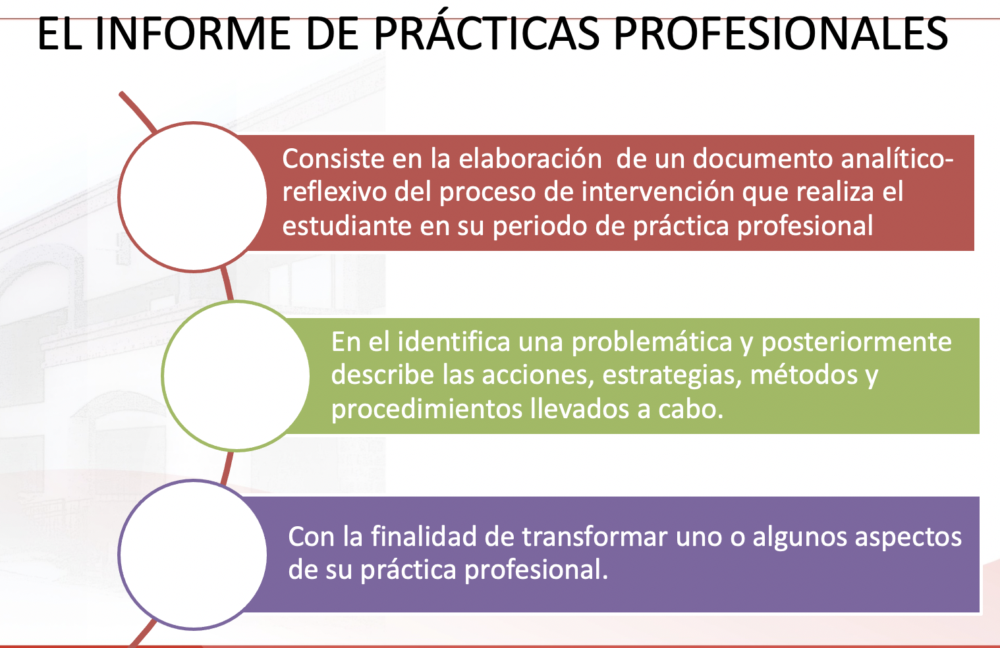 EL INFORME DE PRÁCTICAS PROFESIONALES
Consiste en la elaboración  de un documento analítico-
reflexivo del proceso de intervención que realiza el
estudiante en su periodo de práctica profesional
En el identifica una problemática y posteriormente
describe las acciones, estrategias, métodos y
procedimientos llevados a cabo.
Con la finalidad de transformar uno o algunos aspectos
de su práctica profesional.